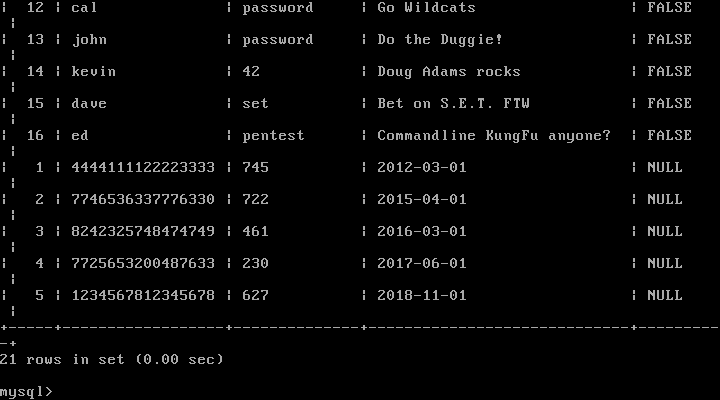 ¦  12 ¦ cal              ¦ password     ¦ Go Wildcats                 ¦ FALSE
 ¦
¦  13 ¦ john             ¦ password     ¦ Do the Duggie!              ¦ FALSE
 ¦
¦  14 ¦ kevin            ¦ 42           ¦ Doug Adams rocks            ¦ FALSE
 ¦
¦  15 ¦ dave             ¦ set          ¦ Bet on S.E.T. FTW           ¦ FALSE
 ¦
¦  16 ¦ ed               ¦ pentest      ¦ Commandline KungFu anyone?  ¦ FALSE
 ¦
¦   1 ¦ 4444111122223333 ¦ 745          ¦ 2012-03-01                  ¦ NULL
 ¦
¦   2 ¦ 7746536337776330 ¦ 722          ¦ 2015-04-01                  ¦ NULL
 ¦
¦   3 ¦ 8242325748474749 ¦ 461          ¦ 2016-03-01                  ¦ NULL
 ¦
¦   4 ¦ 7725653200487633 ¦ 230          ¦ 2017-06-01                  ¦ NULL
 ¦
¦   5 ¦ 1234567812345678 ¦ 627          ¦ 2018-11-01                  ¦ NULL
 ¦
+-----+------------------+--------------+-----------------------------+---------
-+
21 rows in set (0.00 sec)
mysql>